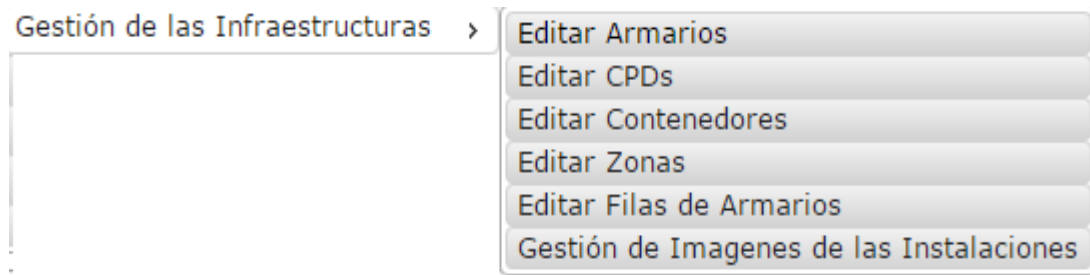 Gestión de las Infraestructuras ›
Editar Armarios
Editar CPDs
Editar Contenedores
Editar Zonas
Editar Filas de Armarios
Gestión de Imagenes de las Instalaciones